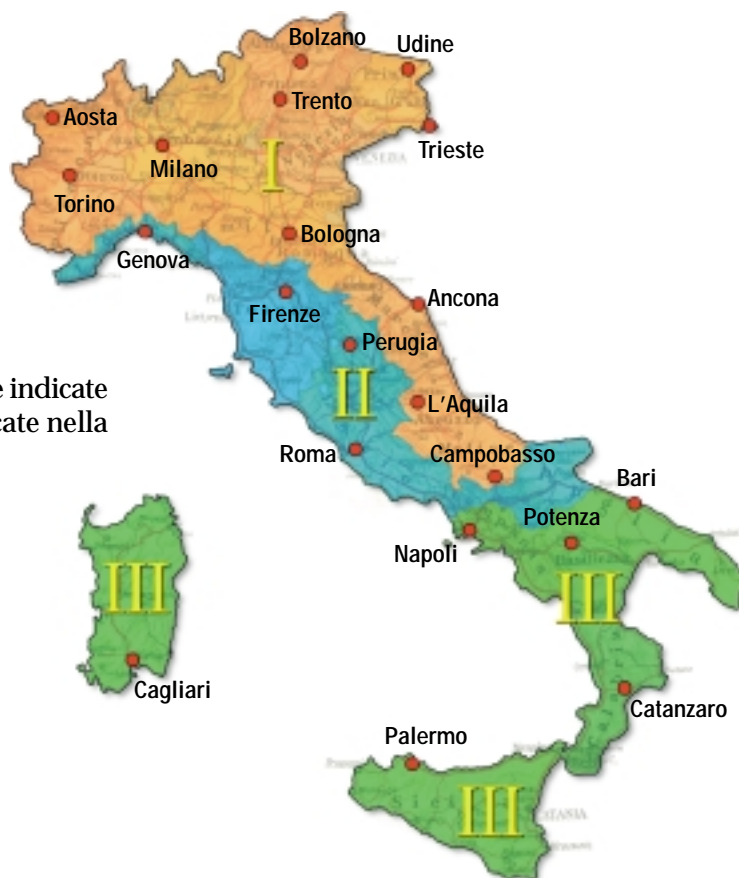 Bolzano
Udine
Aosta
Trento
Milano
Trieste
I
Torino
Genova
Bologna
Firenze
Ancona
Perugia
indicate
II
L'Aquila
cate nella
Roma
Campobasso
Bari
Napoli
Potenza
III
III
Cagliari
Catanzaro
Palermo
III
CATANIA